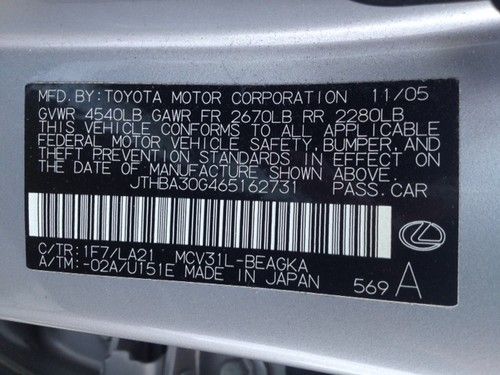 MFD. BY: TOYOTA MOTOR CORPORATION 11/05
GVWR 4540LB GAWR FR 2670LB RR 2280LB
THIS VEHICLE CONFORMS TO ALL APPLICABLE
FEDERAL MOTOR VEHICLE SAFETY, BUMPER, AND
THEFT PREVENTION STANDARDS IN EFFECT ON
THE DATE OF MANUFACTURE SHOWN ABOVE.
JTHBA30G465162731 PASS. CAR
C/TR: 1F7/LA21 MCV31L-BEAGKA
A/TM: -02A/U151E MADE IN JAPAN
569 A